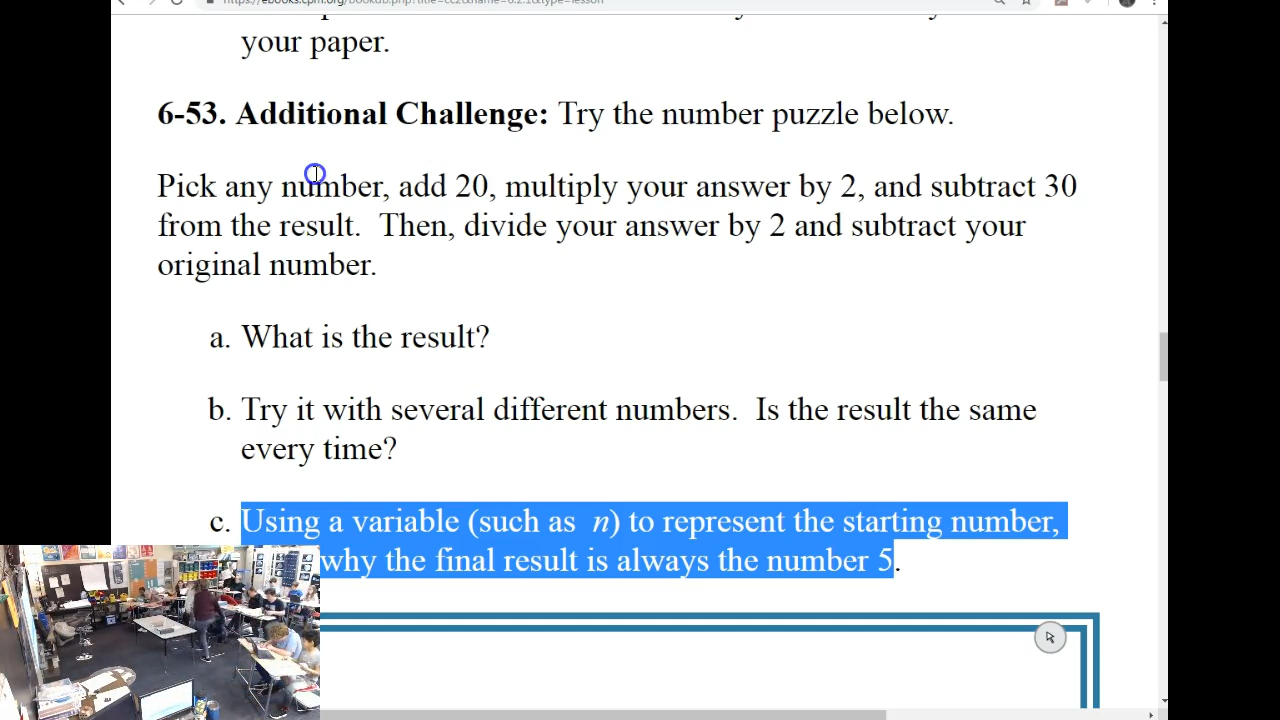 your paper.
6-53. Additional Challenge: Try the number puzzle below.
Pick any number, add 20, multiply your answer by 2, and subtract 30
from the result. Then, divide your answer by 2 and subtract your
original number.
a. What is the result?
b. Try it with several different numbers. Is the result the same
every time?
c. Using a variable (such as n) to represent the starting number,
why the final result is always the number 5.